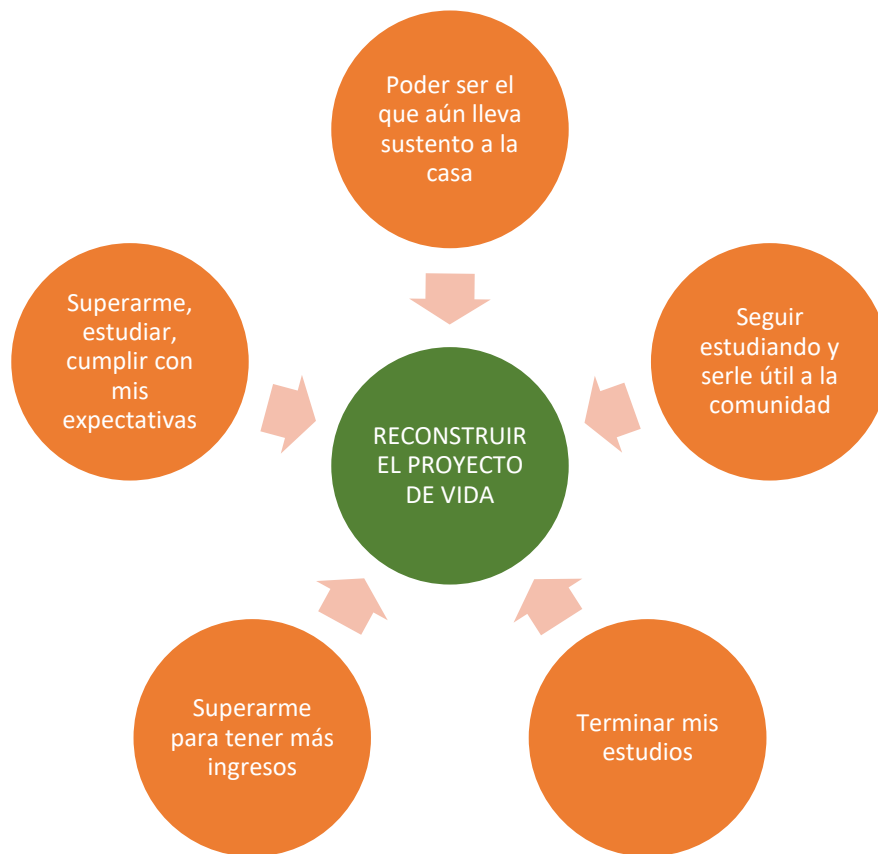 Poder ser el
que aún lleva
sustento a la
casa
Superarme,
estudiar,
cumplir con
mis
expectativas
Seguir
estudiando y
serle útil a la
comunidad
RECONSTRUIR
EL PROYECTO
DE VIDA
Superarme
para tener más
ingresos
Terminar mis
estudios